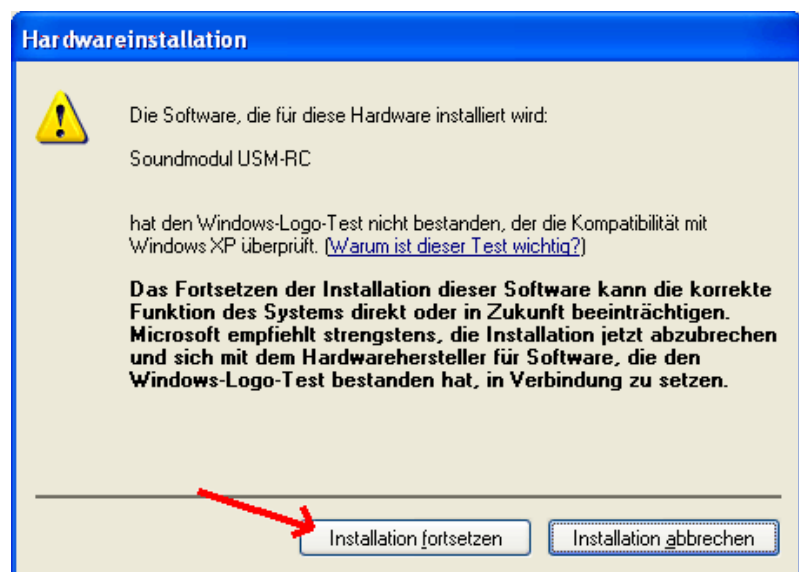 Hardwareinstallation
Die Software, die für diese Hardware installiert wird:
Soundmodul USM-RC
hat den Windows-Logo-Test nicht bestanden, der die Kompatibilität mit
Windows XP überprüft. (Warum ist dieser Test wichtig?)
Das Fortsetzen der Installation dieser Software kann die korrekte
Funktion des Systems direkt oder in Zukunft beeinträchtigen.
Microsoft empfiehlt strengstens, die Installation jetzt abzubrechen
und sich mit dem Hardwarehersteller für Software, die den
Windows-Logo-Test bestanden hat, in Verbindung zu setzen.
Installation fortsetzen
Installation abbrechen